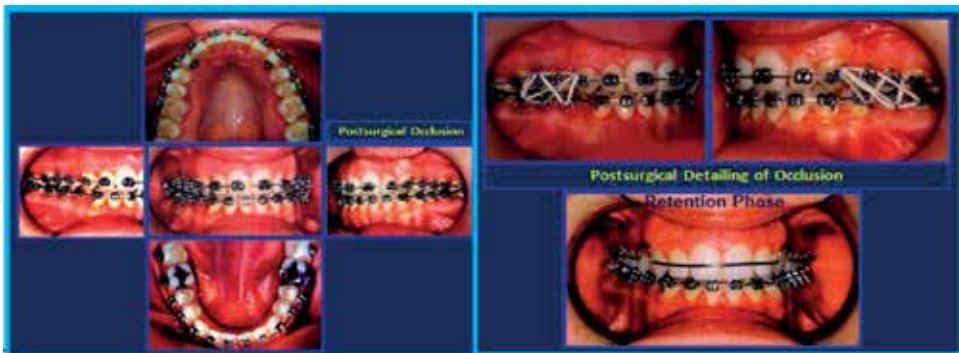 Postsurgical Occlusion
Postsurgical Detailing of Occlusion
Retention Phase